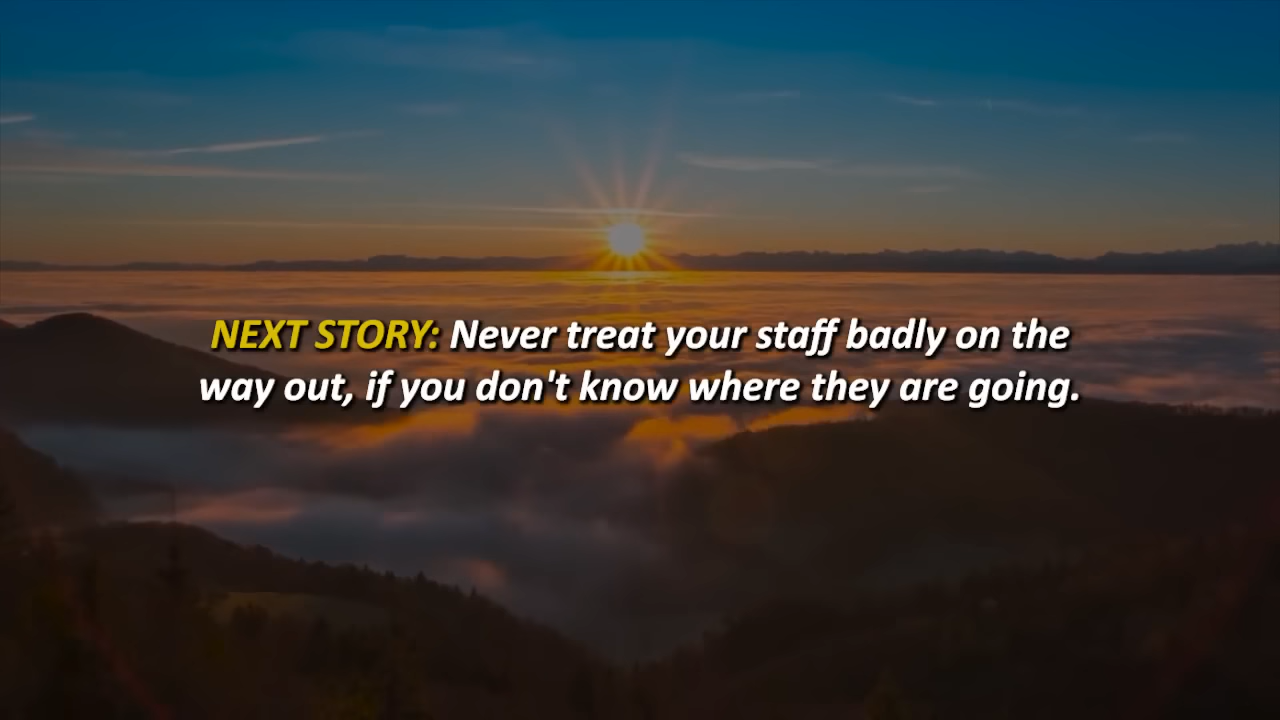 NEXT STORY: Never treat your staff badly on the
way out, if you don't know where they are going.